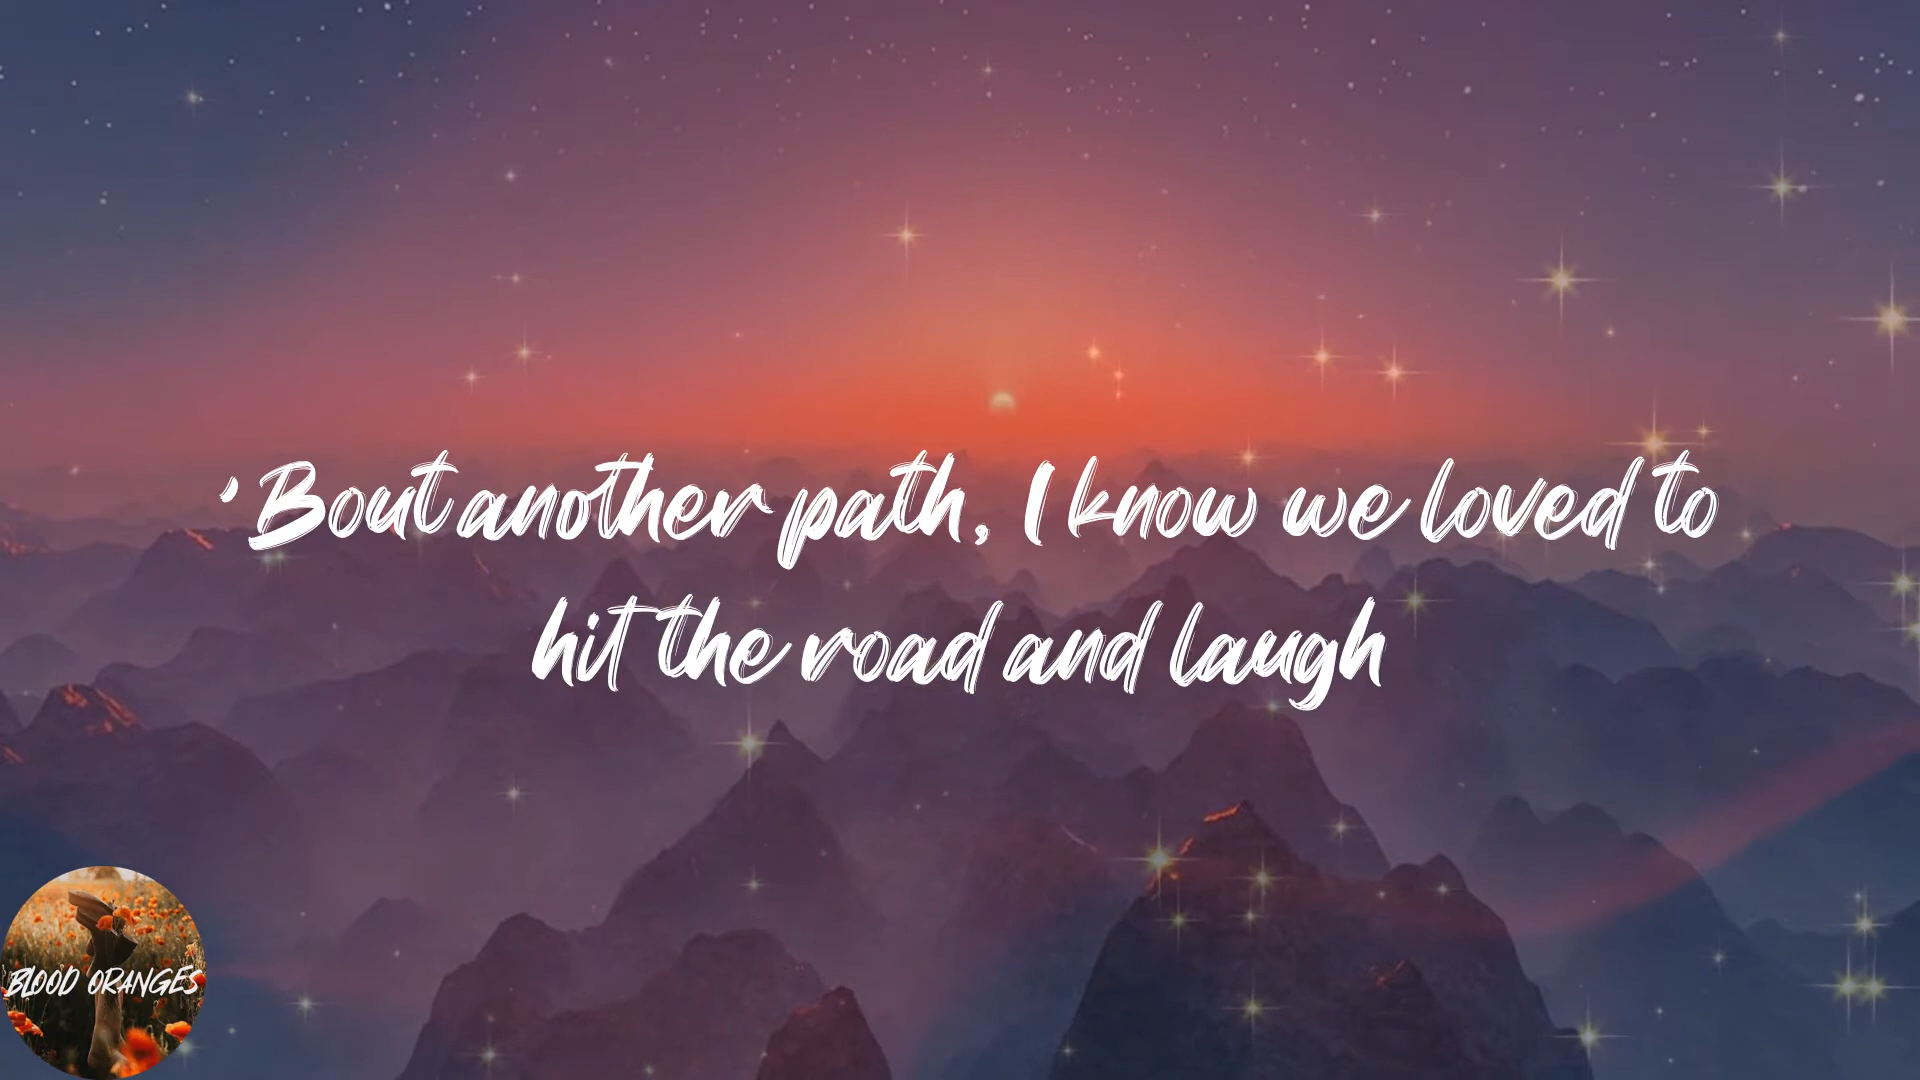 'Bout another path, I know we loved to
hit the road and laugh
BLOOD ORANGES